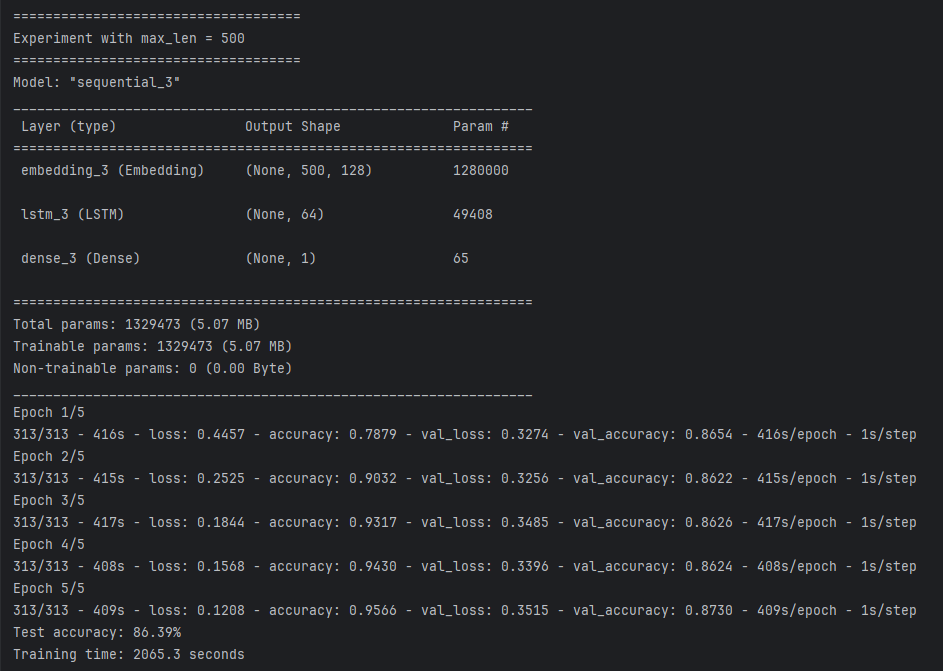 ====================================
Experiment with max_len = 500
====================================
Model: "sequential_3"
_________________________________________________________________
 Layer (type)                Output Shape              Param #
=================================================================
 embedding_3 (Embedding)     (None, 500, 128)          1280000
 lstm_3 (LSTM)               (None, 64)                49408
 dense_3 (Dense)             (None, 1)                 65
=================================================================
Total params: 1329473 (5.07 MB)
Trainable params: 1329473 (5.07 MB)
Non-trainable params: 0 (0.00 Byte)
_________________________________________________________________
Epoch 1/5
313/313 - 416s - loss: 0.4457 - accuracy: 0.7879 - val_loss: 0.3274 - val_accuracy: 0.8654 - 416s/epoch - 1s/step
Epoch 2/5
313/313 - 415s - loss: 0.2525 - accuracy: 0.9032 - val_loss: 0.3256 - val_accuracy: 0.8622 - 415s/epoch - 1s/step
Epoch 3/5
313/313 - 417s - loss: 0.1844 - accuracy: 0.9317 - val_loss: 0.3485 - val_accuracy: 0.8626 - 417s/epoch - 1s/step
Epoch 4/5
313/313 - 408s - loss: 0.1568 - accuracy: 0.9430 - val_loss: 0.3396 - val_accuracy: 0.8624 - 408s/epoch - 1s/step
Epoch 5/5
313/313 - 409s - loss: 0.1208 - accuracy: 0.9566 - val_loss: 0.3515 - val_accuracy: 0.8730 - 409s/epoch - 1s/step
Test accuracy: 86.39%
Training time: 2065.3 seconds